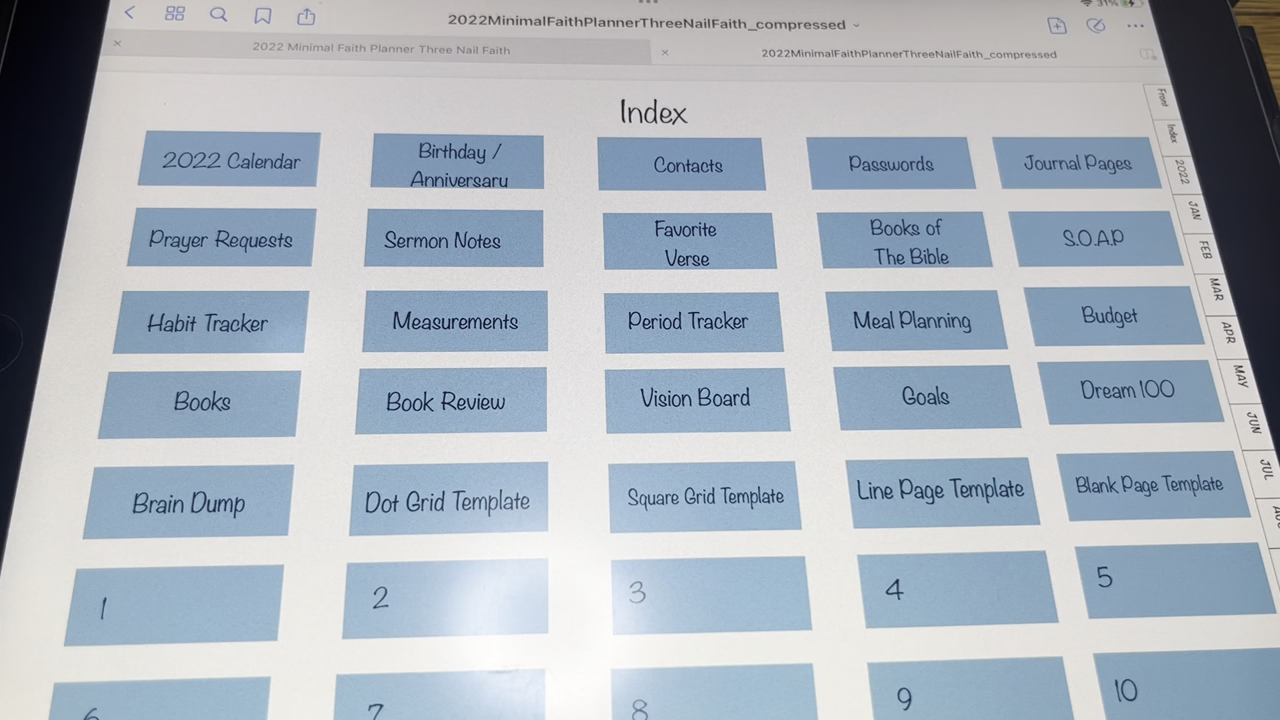 31%
2022MinimalFaithPlannerThreeNailFaith_compressed
2022 Minimal Faith Planner Three Nail Faith
2022MinimalFaithPlannerThreeNailFaith_compressed
Index
2022 Calendar
Birthday /
Anniversary
Contacts
Passwords
Journal Pages
Prayer Requests
Sermon Notes
Favorite
Verse
Books of
The Bible
S.O.A.P
Habit Tracker
Measurements
Period Tracker
Meal Planning
Budget
Books
Book Review
Vision Board
Goals
Dream 100
Brain Dump
Dot Grid Template
Square Grid Template
Line Page Template
Blank Page Template
1
2
3
4
5
6
7
8
9
10
Front
Index
2022
JAN
FEB
MAR
APR
MAY
JUN
JUL